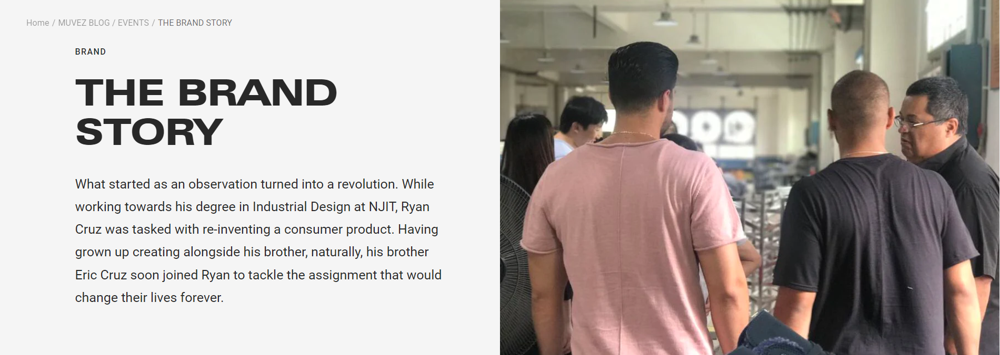 Home / MUVEZ BLOG / EVENTS / THE BRAND STORY
BRAND
THE BRAND
STORY
What started as an observation turned into a revolution. While
working towards his degree in Industrial Design at NJIT, Ryan
Cruz was tasked with re-inventing a consumer product. Having
grown up creating alongside his brother, naturally, his brother
Eric Cruz soon joined Ryan to tackle the assignment that would
change their lives forever.